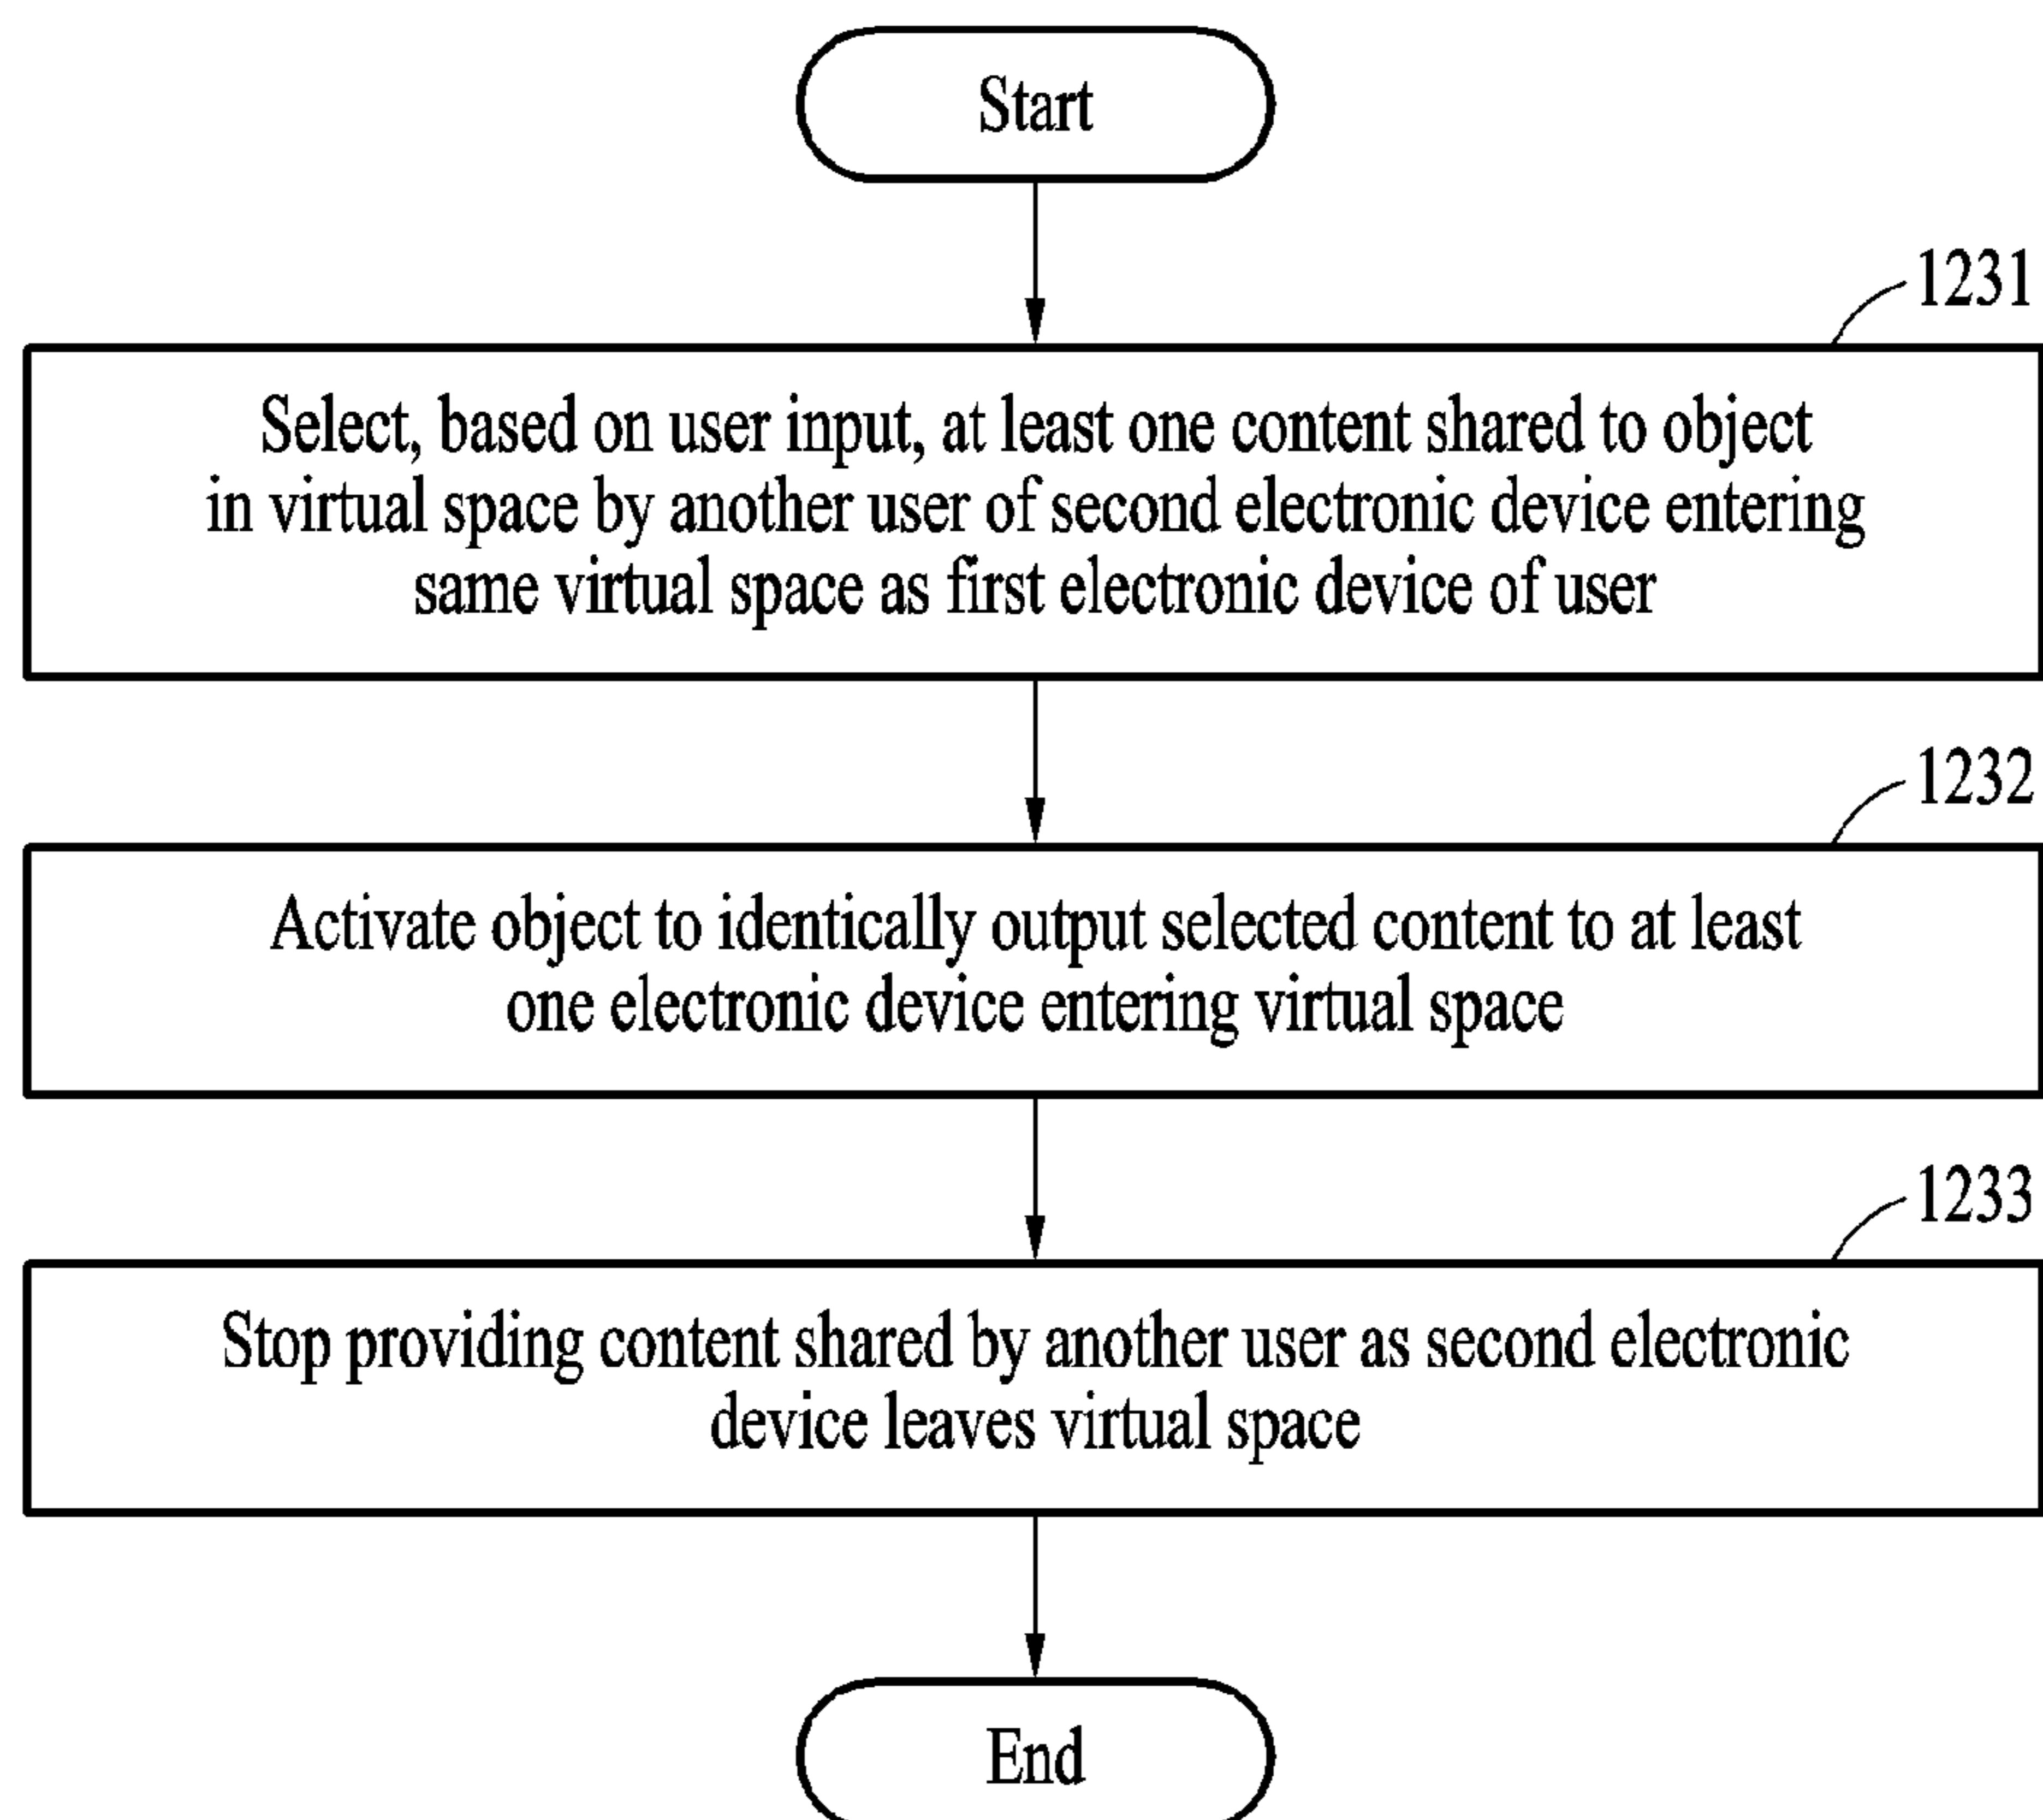 Start
1231
Select, based on user input, at least one content shared to object
in virtual space by another user of second electronic device entering
same virtual space as first electronic device of user
1232
Activate object to identically output selected content to at least
one electronic device entering virtual space
1233
Stop providing content shared by another user as second electronic
device leaves virtual space
End